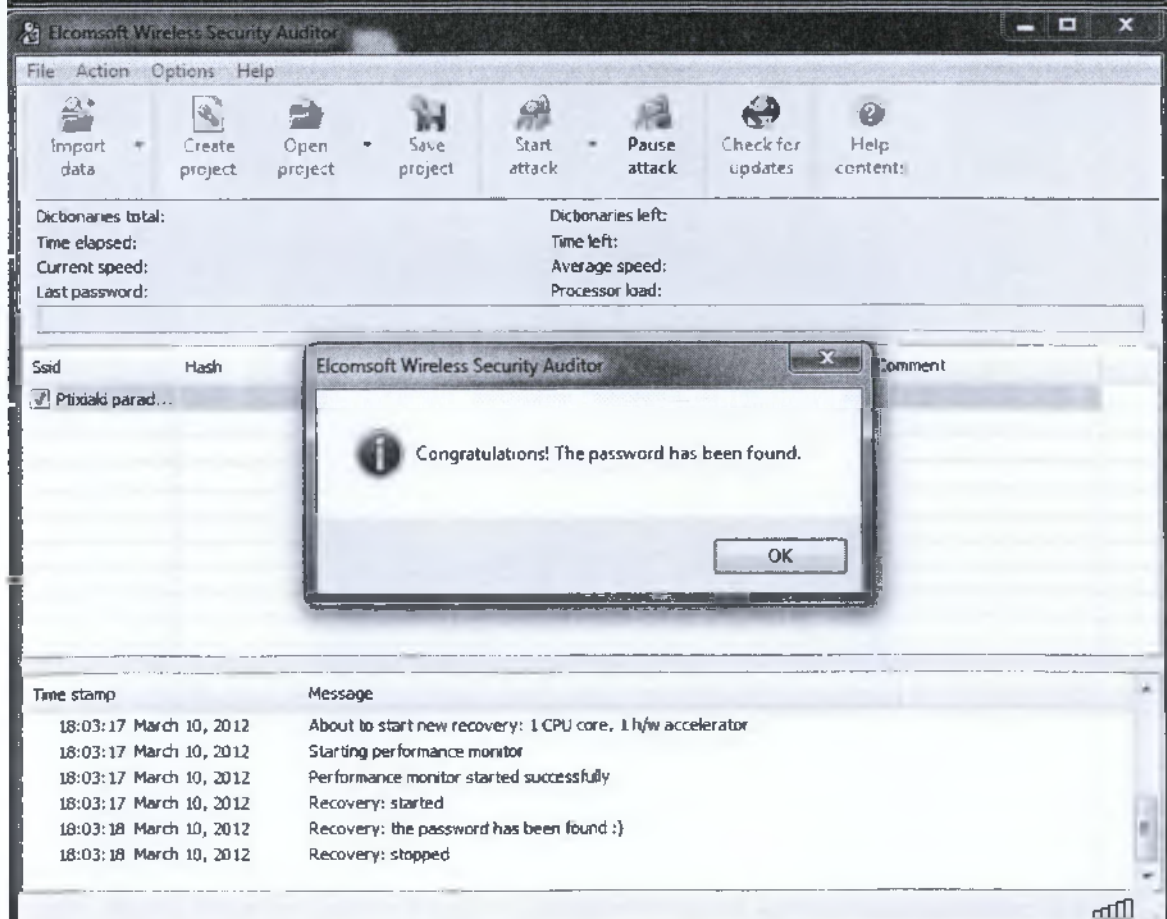 Elcomsoft Wireless Security Auditor
File Action Options Help
Import data
Create project
Open project
Save project
Start attack
Pause attack
Check for updates
Help contents
Dictionaries total:
Dictionaries left:
Time elapsed:
Time left:
Current speed:
Average speed:
Last password:
Processor load:
Ssid Hash Comment
Ptixiaki parad...
Elcomsoft Wireless Security Auditor
Congratulations! The password has been found.
OK
Time stamp Message
18:03:17 March 10, 2012 About to start new recovery: 1 CPU core, 1 h/w accelerator
18:03:17 March 10, 2012 Starting performance monitor
18:03:17 March 10, 2012 Performance monitor started successfully
18:03:17 March 10, 2012 Recovery: started
18:03:18 March 10, 2012 Recovery: the password has been found :)
18:03:18 March 10, 2012 Recovery: stopped